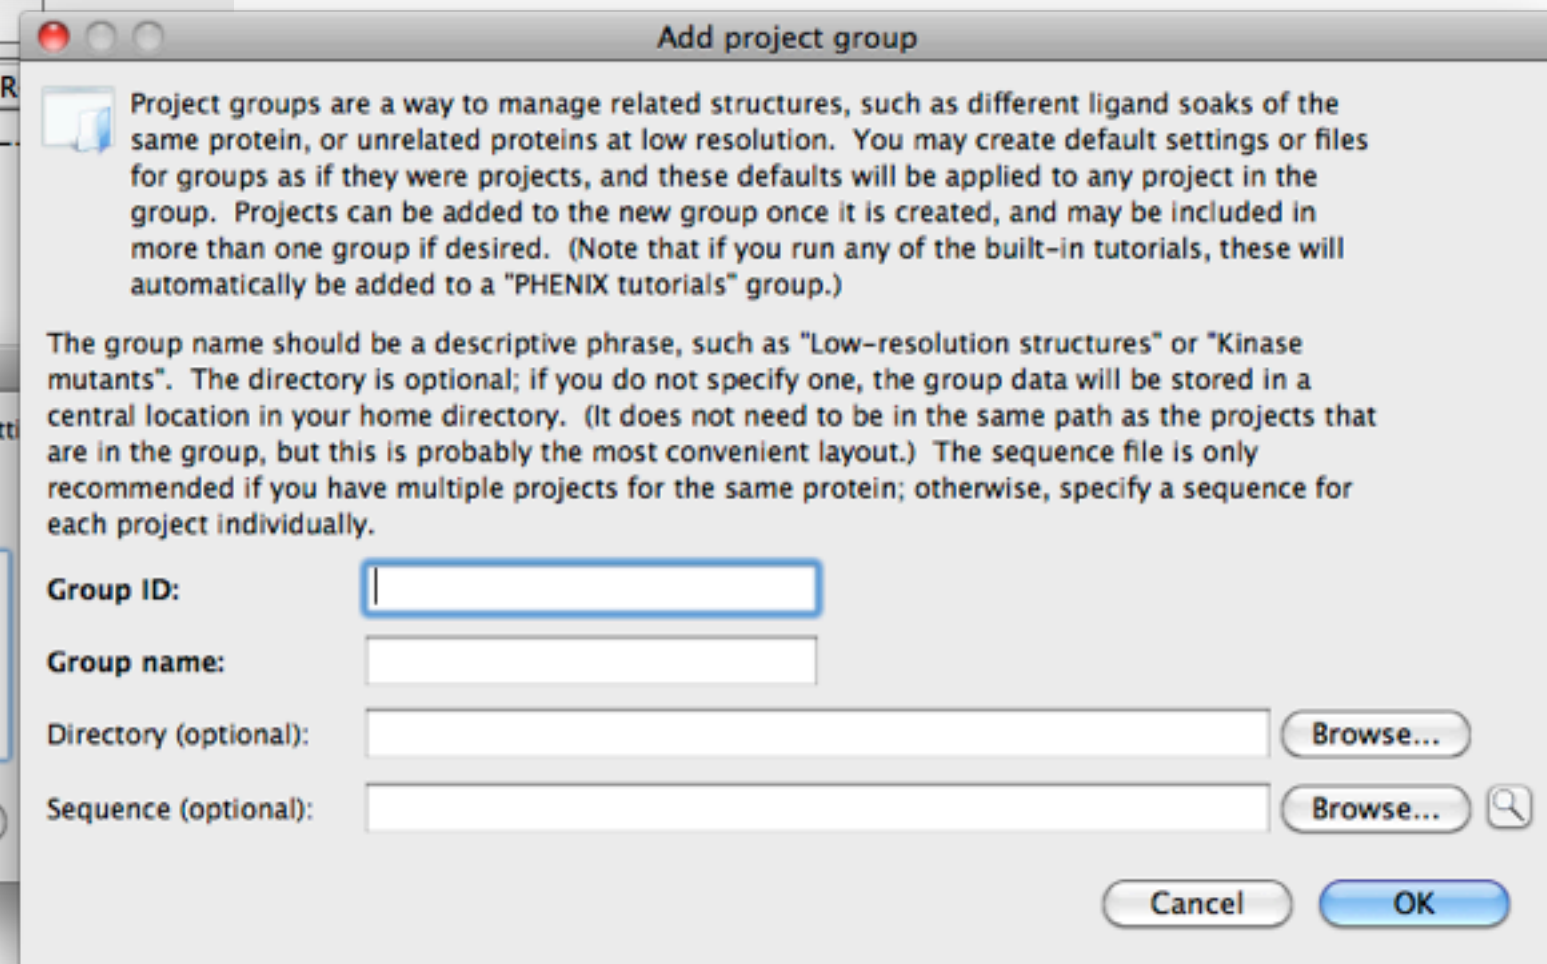 Add project group
R
Project groups are a way to manage related structures, such as different ligand soaks of the
same protein, or unrelated proteins at low resolution.  You may create default settings or files
for groups as if they were projects, and these defaults will be applied to any project in the
group.  Projects can be added to the new group once it is created, and may be included in
more than one group if desired.  (Note that if you run any of the built-in tutorials, these will
automatically be added to a "PHENIX tutorials" group.)
The group name should be a descriptive phrase, such as "Low-resolution structures" or "Kinase
mutants".  The directory is optional; if you do not specify one, the group data will be stored in a
central location in your home directory.  (It does not need to be in the same path as the projects that
are in the group, but this is probably the most convenient layout.)  The sequence file is only
recommended if you have multiple projects for the same protein; otherwise, specify a sequence for
each project individually.
Group ID:
Group name:
Directory (optional): Browse...
Sequence (optional): Browse...
Cancel OK